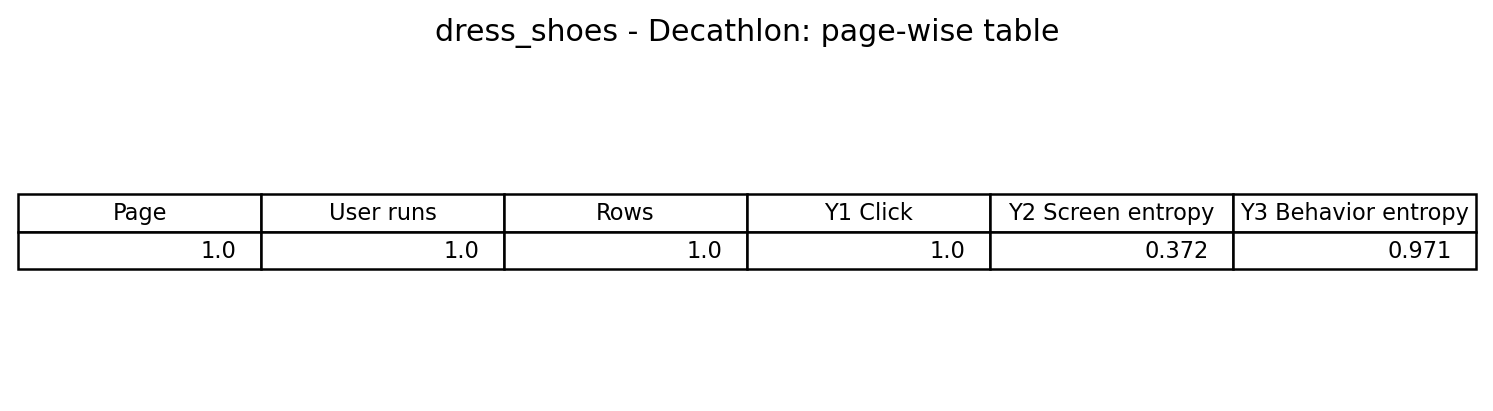 dress_shoes - Decathlon: page-wise table
Page User runs Rows Y1 Click Y2 Screen entropy Y3 Behavior entropy
1.0 1.0 1.0 1.0 0.372 0.971